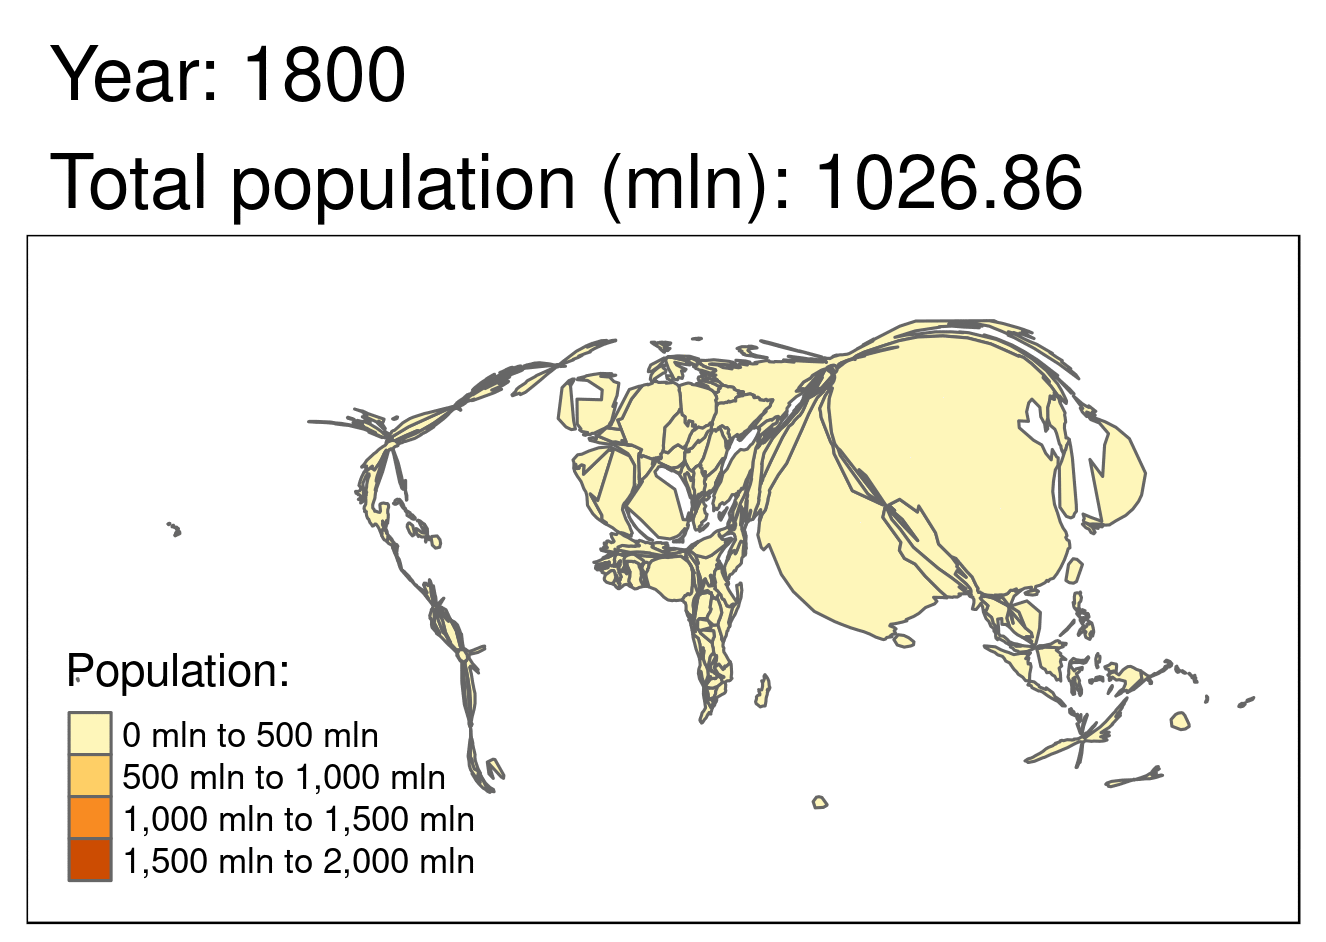 Year: 1800
Total population (mln): 1026.86
Population:
0 mln to 500 mln
500 mln to 1,000 mln
1,000 mln to 1,500 mln
1,500 mln to 2,000 mln